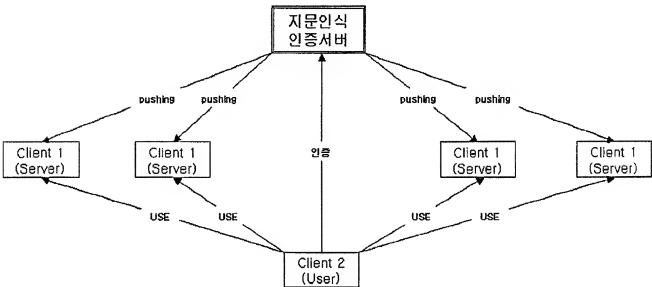 지문인식
인증서버
pushing
pushing
pushing
pushing
Client 1
(Server)
Client 1
(Server)
인증
Client 1
(Server)
Client 1
(Server)
USE
USE
USE
USE
Client 2
(User)